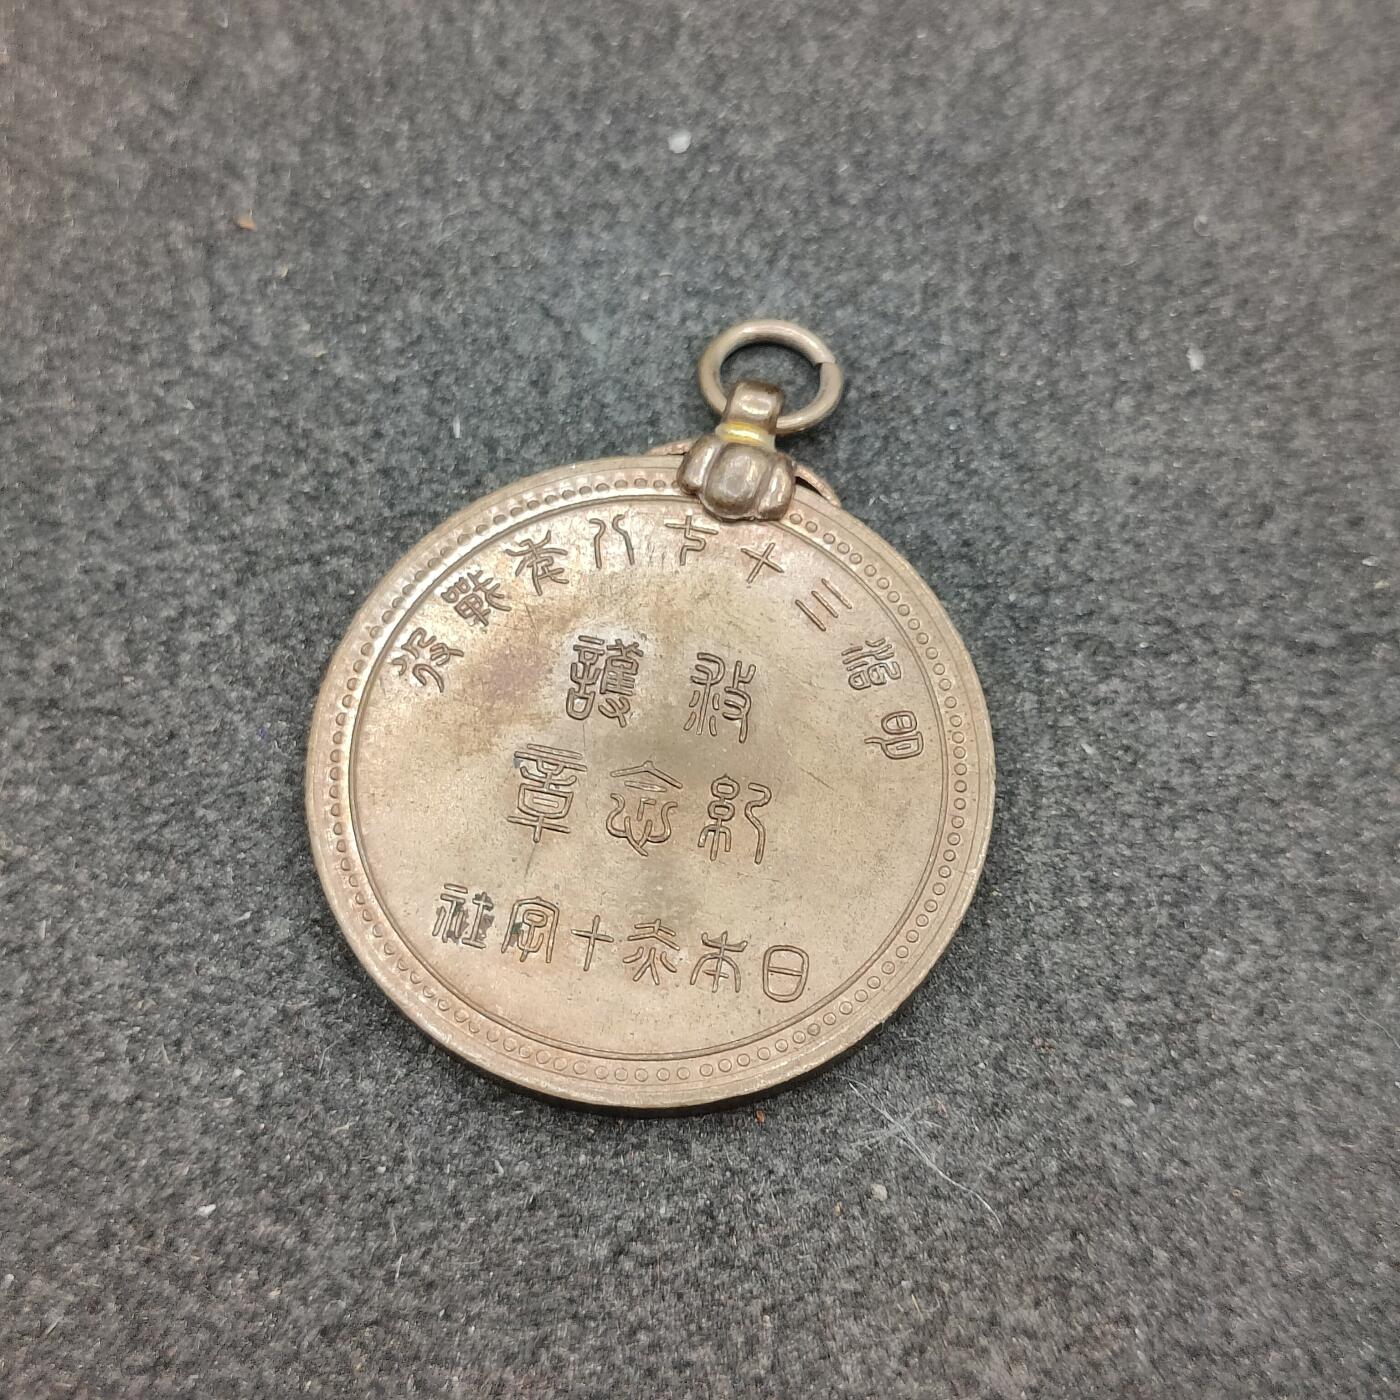 明治三十七八年戰役
救護
紀念章
日本赤十字社